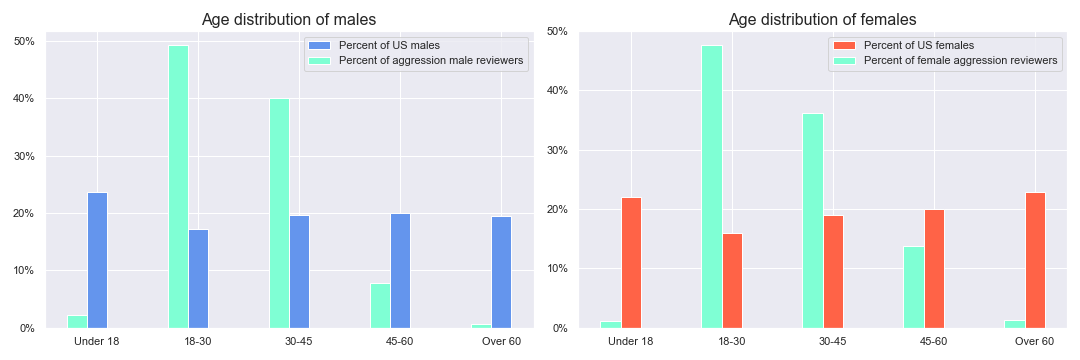 Age distribution of males
50%
40%
30%
20%
10%
0%
Percent of US males
Percent of aggression male reviewers
Under 18
18-30
30-45
45-60
Over 60
Age distribution of females
50%
40%
30%
20%
10%
0%
Percent of US females
Percent of female aggression reviewers
Under 18
18-30
30-45
45-60
Over 60